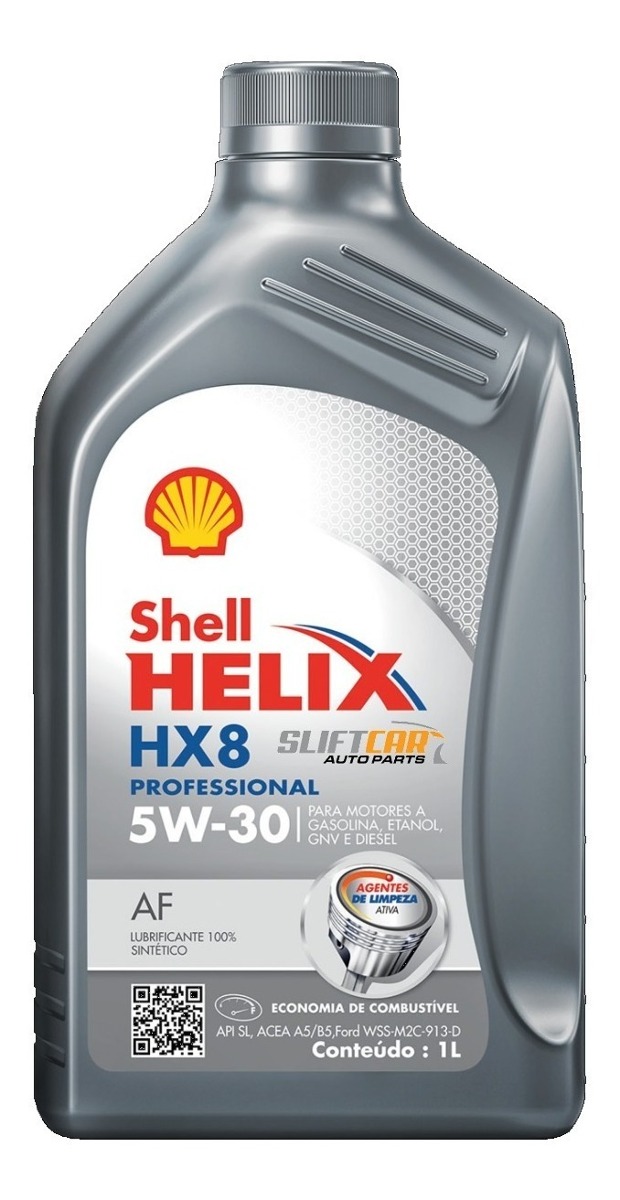 Shell
HELIX
HX8
SLIFTCAR
AUTO PARTS
PROFESSIONAL
5W-30
PARA MOTORES A
GASOLINA, ETANOL,
GNV E DIESEL
AGENTES
DE LIMPEZA
ATIVA
AF
LUBRIFICANTE 100%
SINTÉTICO
ECONOMIA DE COMBUSTÍVEL
API SL, ACEA A5/B5,Ford WSS-M2C-913-D
Conteúdo : 1L